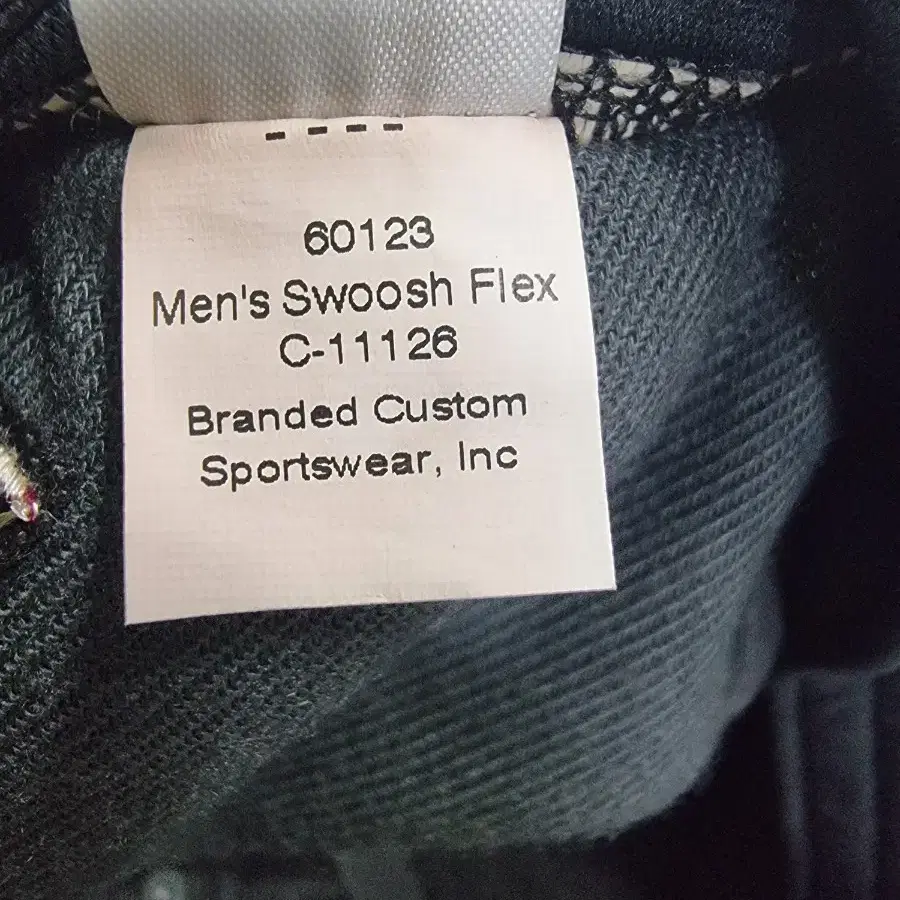 60123
Men's Swoosh Flex
C-11126
Branded Custom
Sportswear, Inc